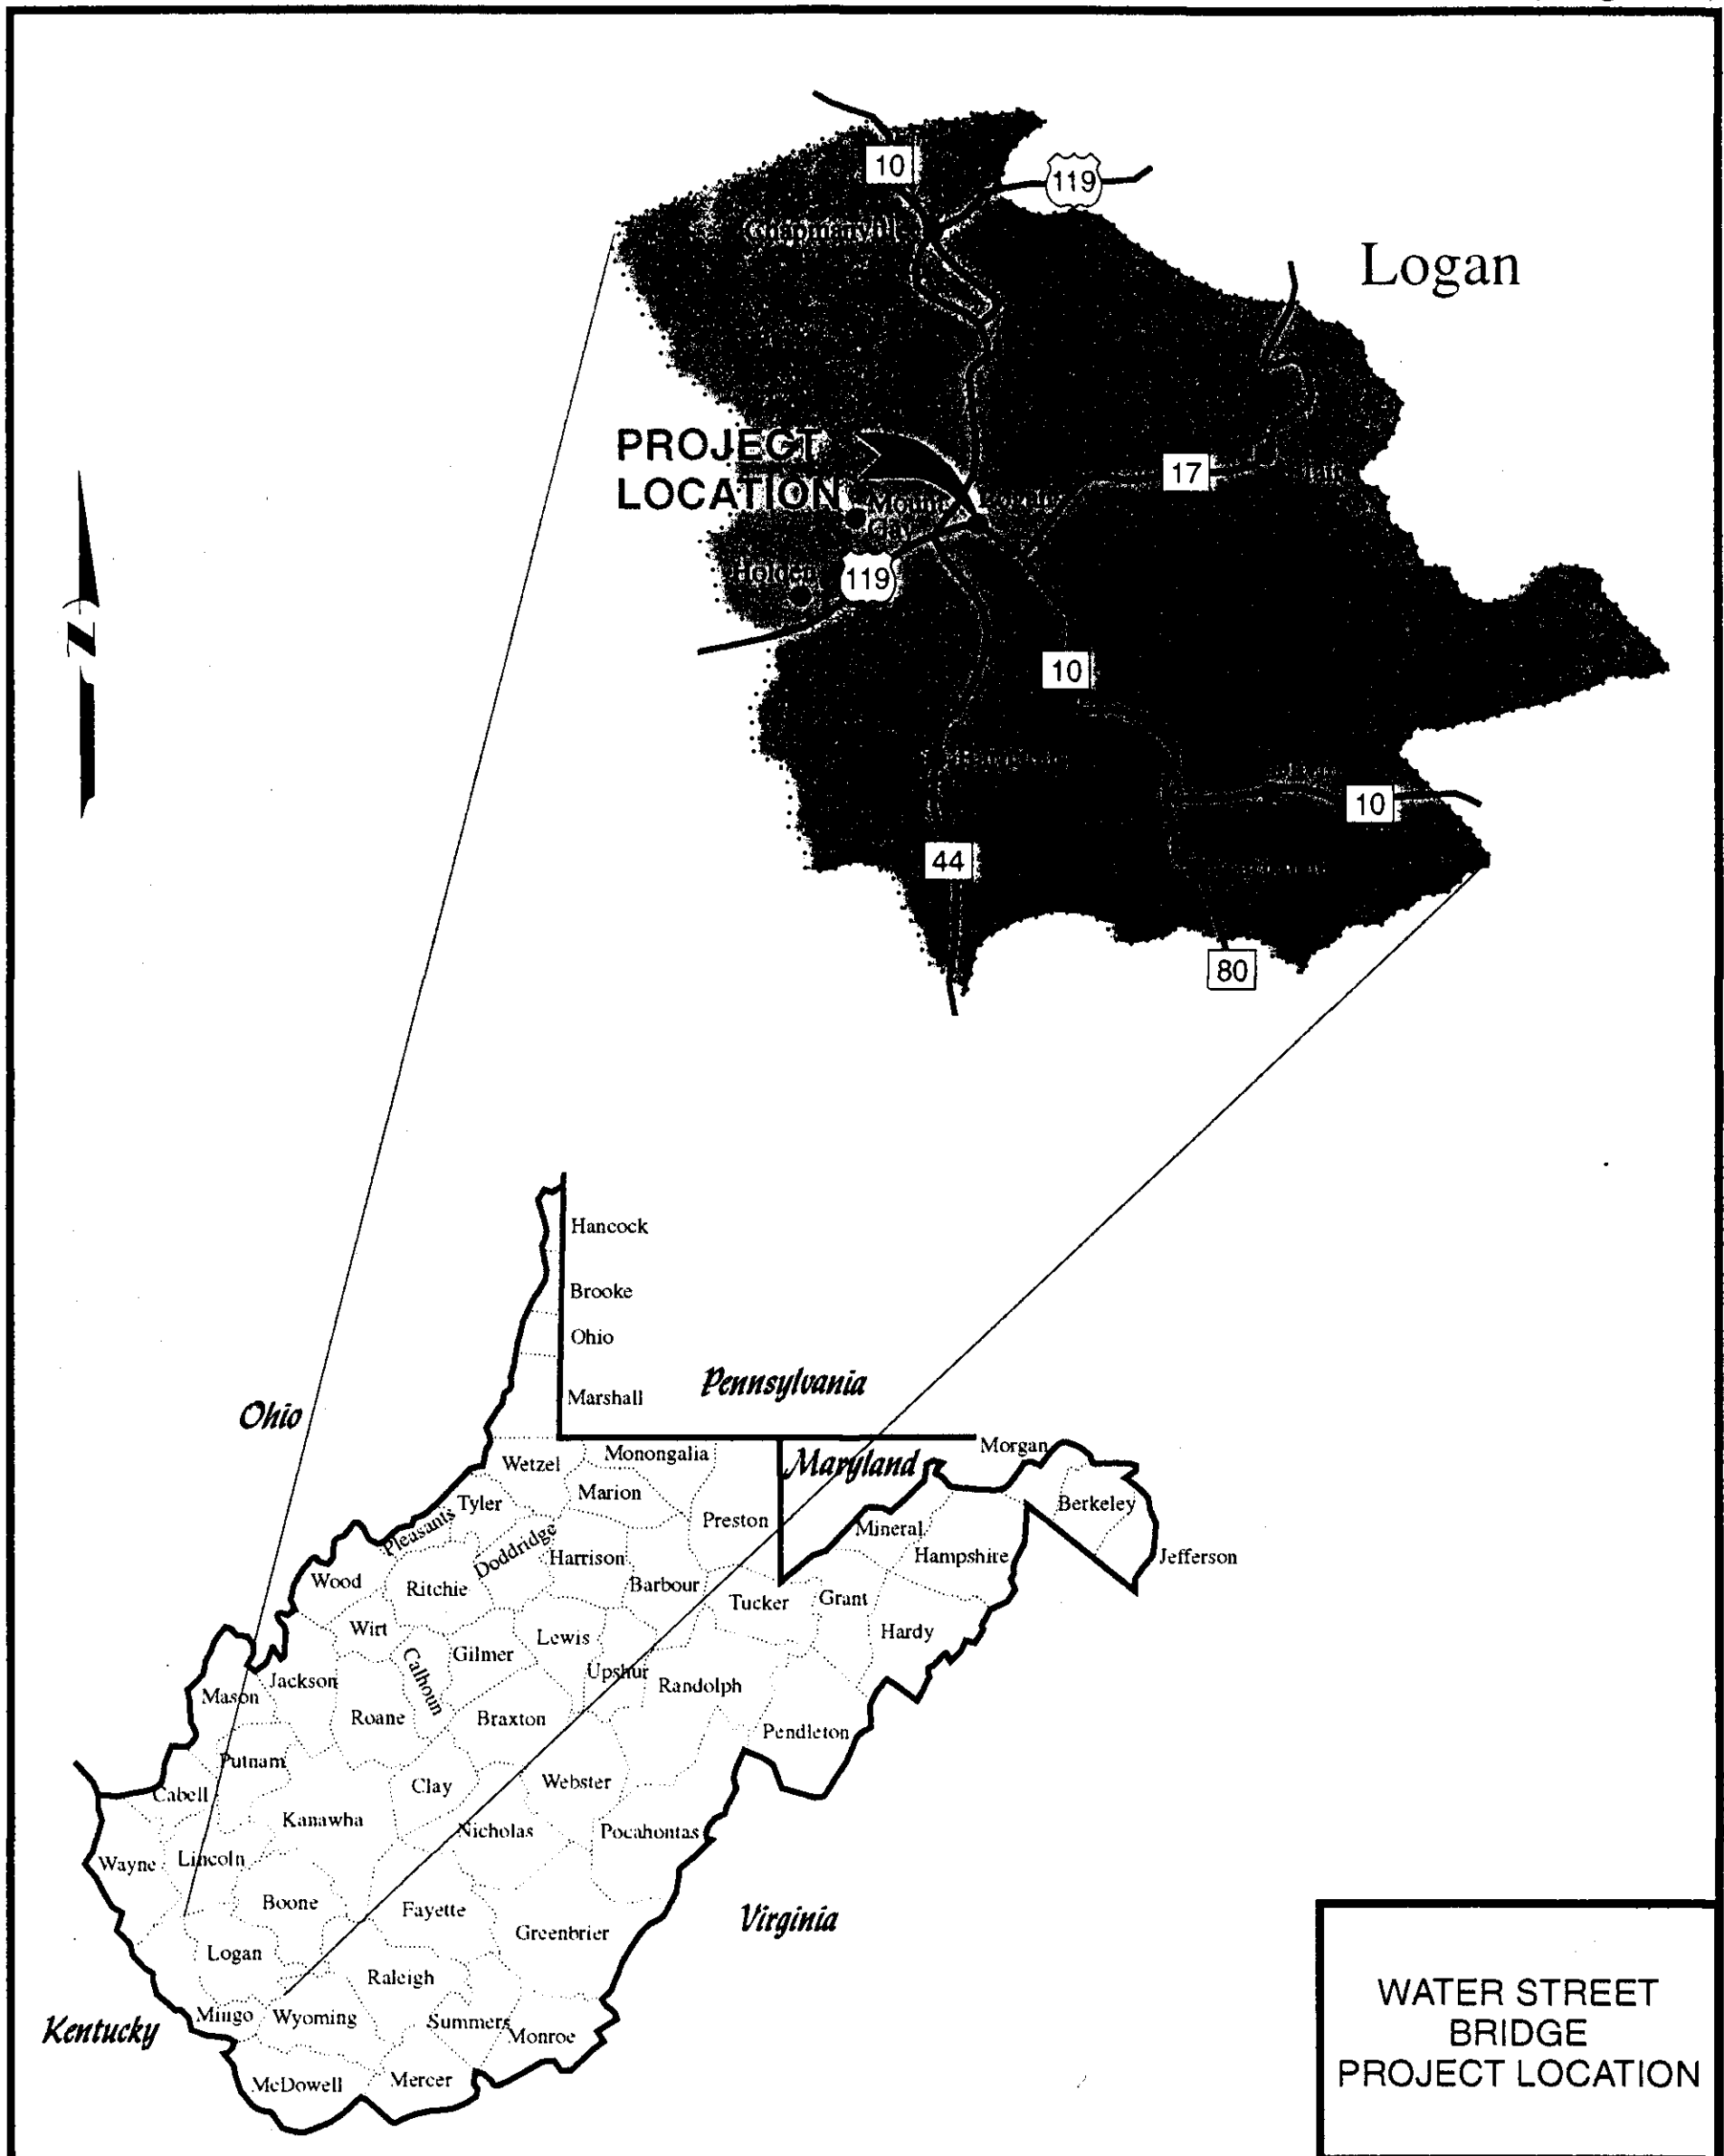 10
119
Chapmanville
Logan
PROJECT
LOCATION
17
Mount
Gay
Logan
Holden
119
10
10
44
80
N
Hancock
Brooke
Ohio
Marshall
Pennsylvania
Ohio
Maryland
Morgan
Wetzel
Monongalia
Marion
Tyler
Pleasants
Doddridge
Preston
Mineral
Berkeley
Hampshire
Jefferson
Harrison
Wood
Ritchie
Barbour
Tucker
Grant
Hardy
Wirt
Calhoun
Gilmer
Lewis
Upshur
Randolph
Jackson
Mason
Roane
Braxton
Pendleton
Putnam
Cabell
Clay
Webster
Kanawha
Nicholas
Pocahontas
Wayne
Lincoln
Boone
Fayette
Greenbrier
Virginia
Logan
Raleigh
Mingo
Wyoming
Summers
Monroe
Kentucky
McDowell
Mercer
WATER STREET
BRIDGE
PROJECT LOCATION